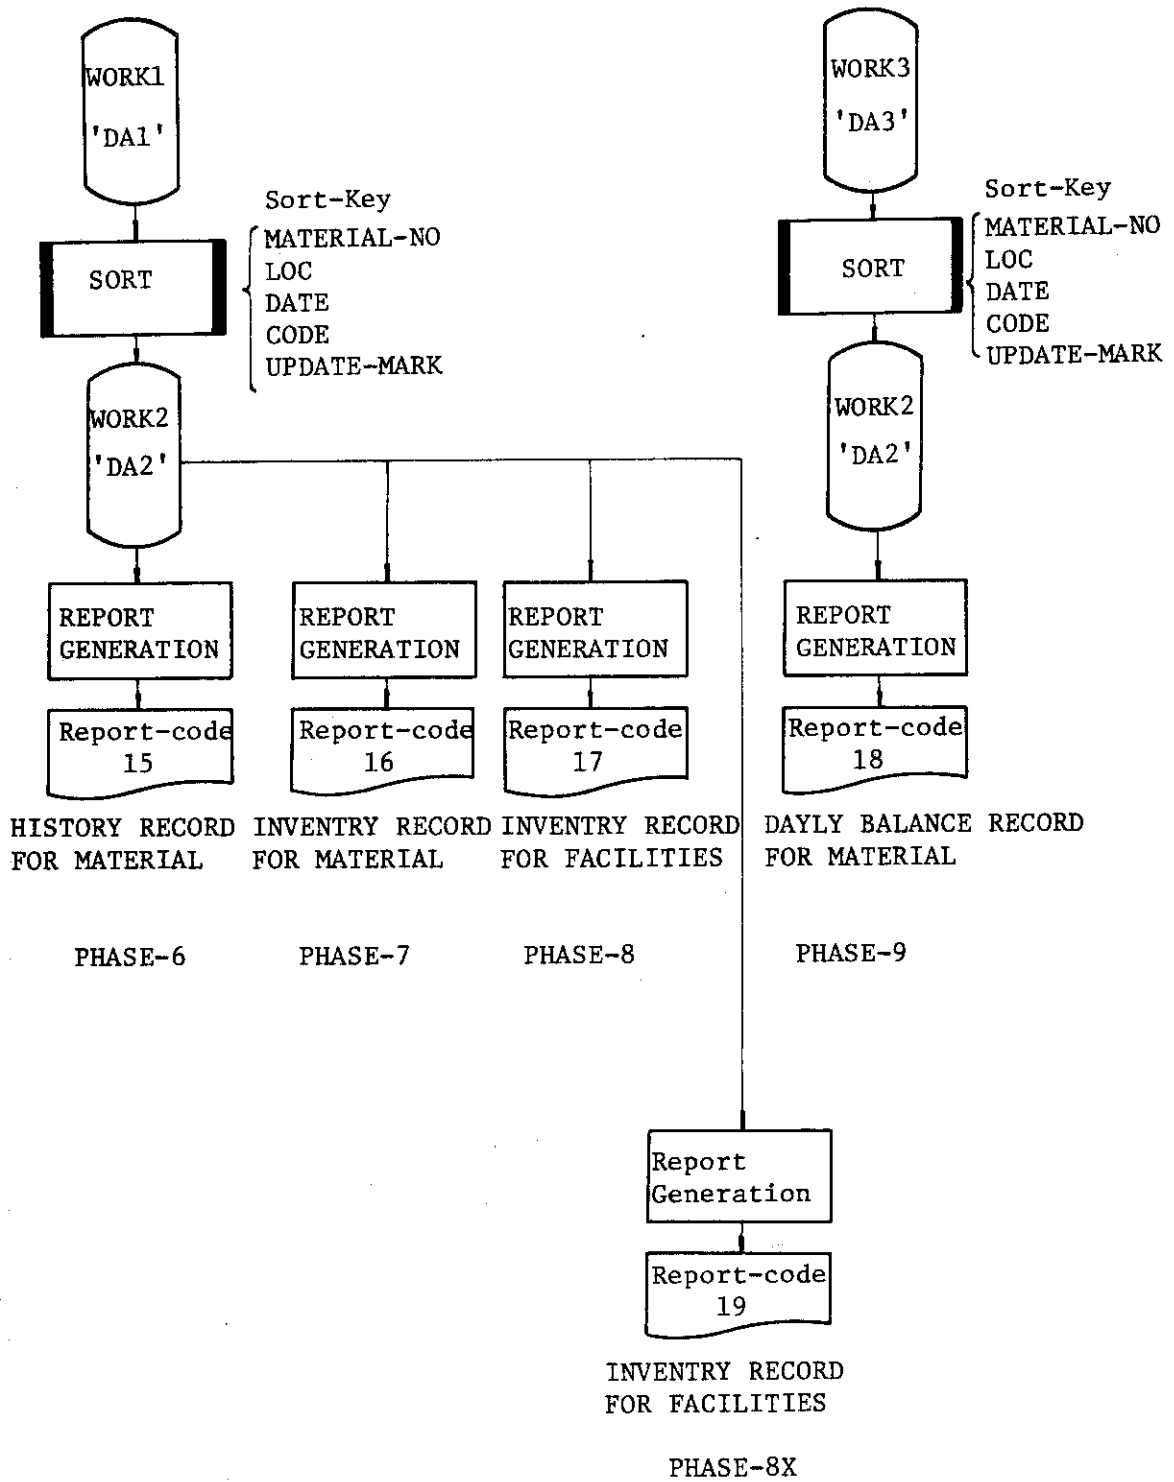 WORK1
'DA1'
Sort-Key
MATERIAL-NO
LOC
DATE
CODE
UPDATE-MARK
SORT
WORK2
'DA2'
WORK3
'DA3'
Sort-Key
MATERIAL-NO
LOC
DATE
CODE
UPDATE-MARK
SORT
WORK2
'DA2'
REPORT
GENERATION
Report-code
15
HISTORY RECORD
FOR MATERIAL
PHASE-6
REPORT
GENERATION
Report-code
16
INVENTRY RECORD
FOR MATERIAL
PHASE-7
REPORT
GENERATION
Report-code
17
INVENTRY RECORD
FOR FACILITIES
PHASE-8
REPORT
GENERATION
Report-code
18
DAYLY BALANCE RECORD
FOR MATERIAL
PHASE-9
Report
Generation
Report-code
19
INVENTRY RECORD
FOR FACILITIES
PHASE-8X